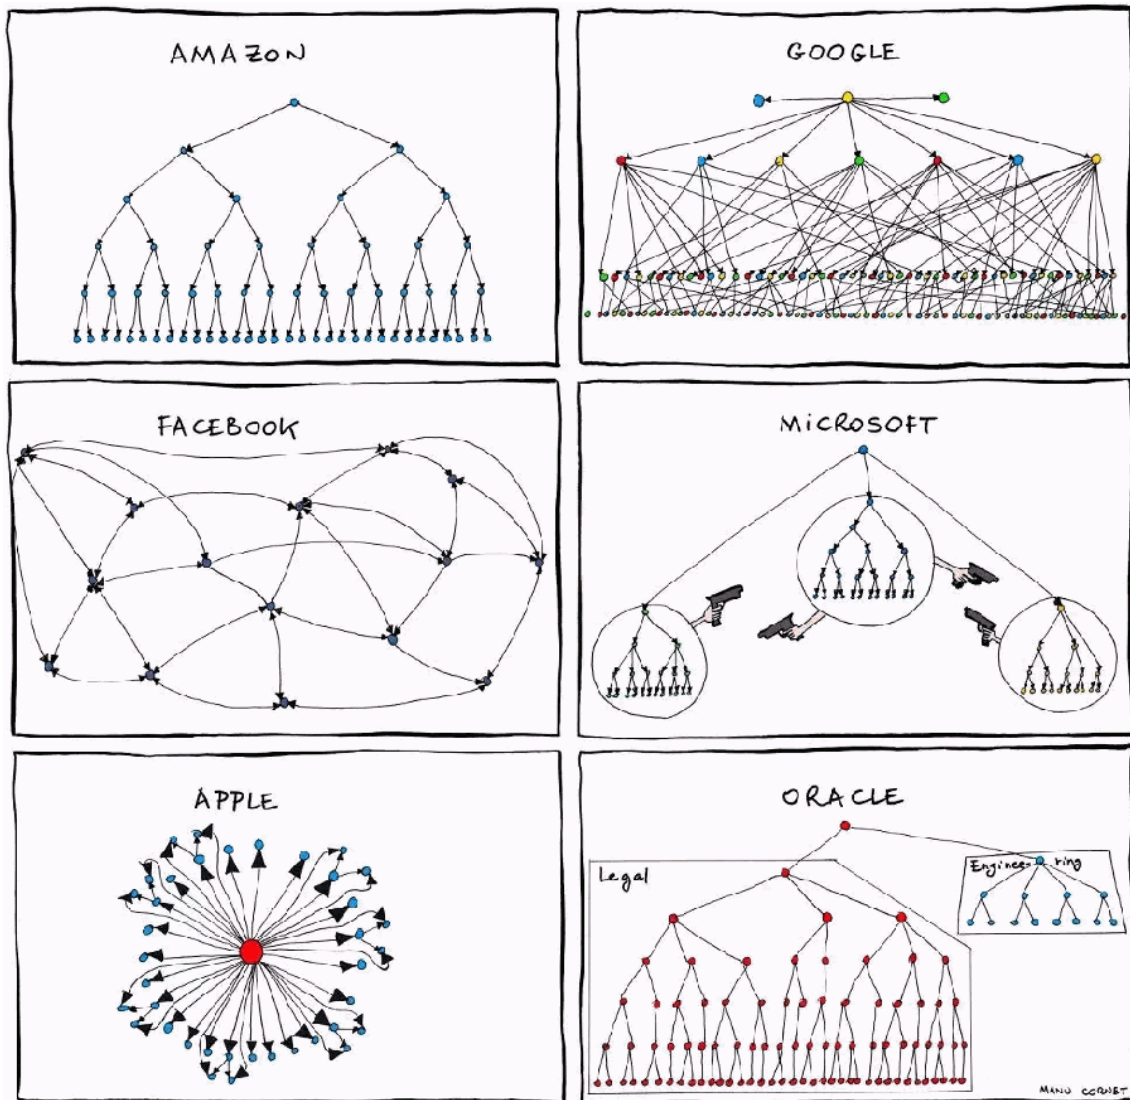 AMAZON
GOOGLE
FACEBOOK
MiCROSOFT
APPLE
ORACLE
Legal
Enginee-ring
MANU CORNET